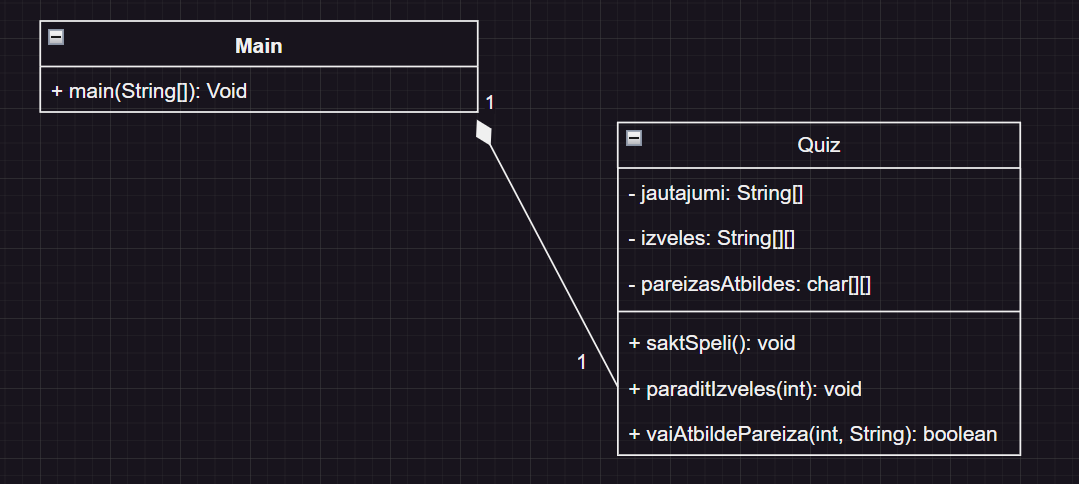 Main
+ main(String[]): Void
1
Quiz
- jautajumi: String[]
- izveles: String[][]
- pareizasAtbildes: char[][]
+ saktSpeli(): void
1
+ paraditIzveles(int): void
+ vaiAtbildePareiza(int, String): boolean